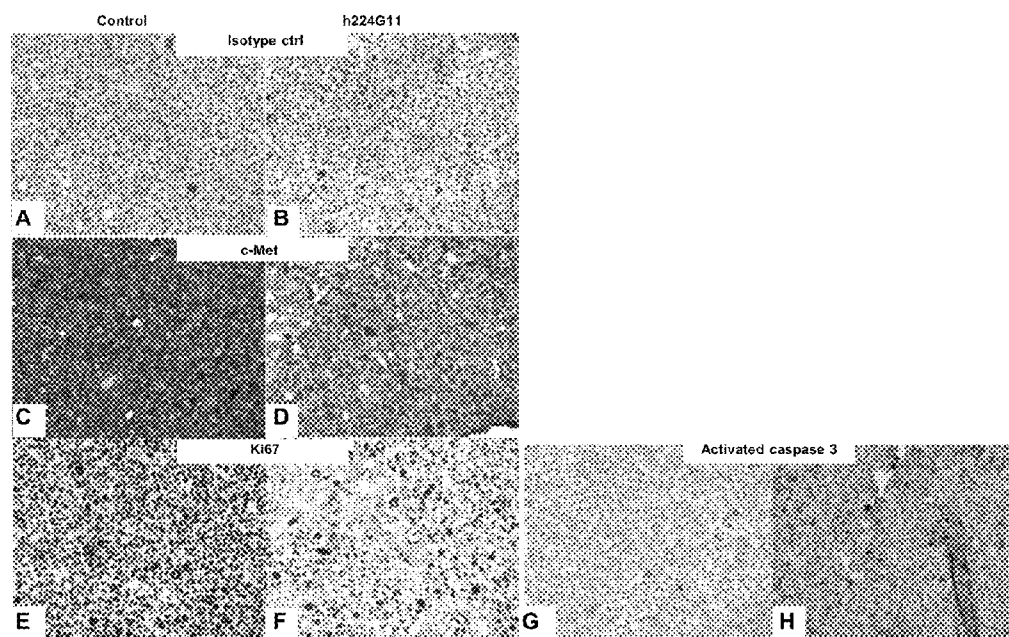 Control h224G11
Isotype ctrl
A B
c-Met
C D
Ki67 Activated caspase 3
E F G H